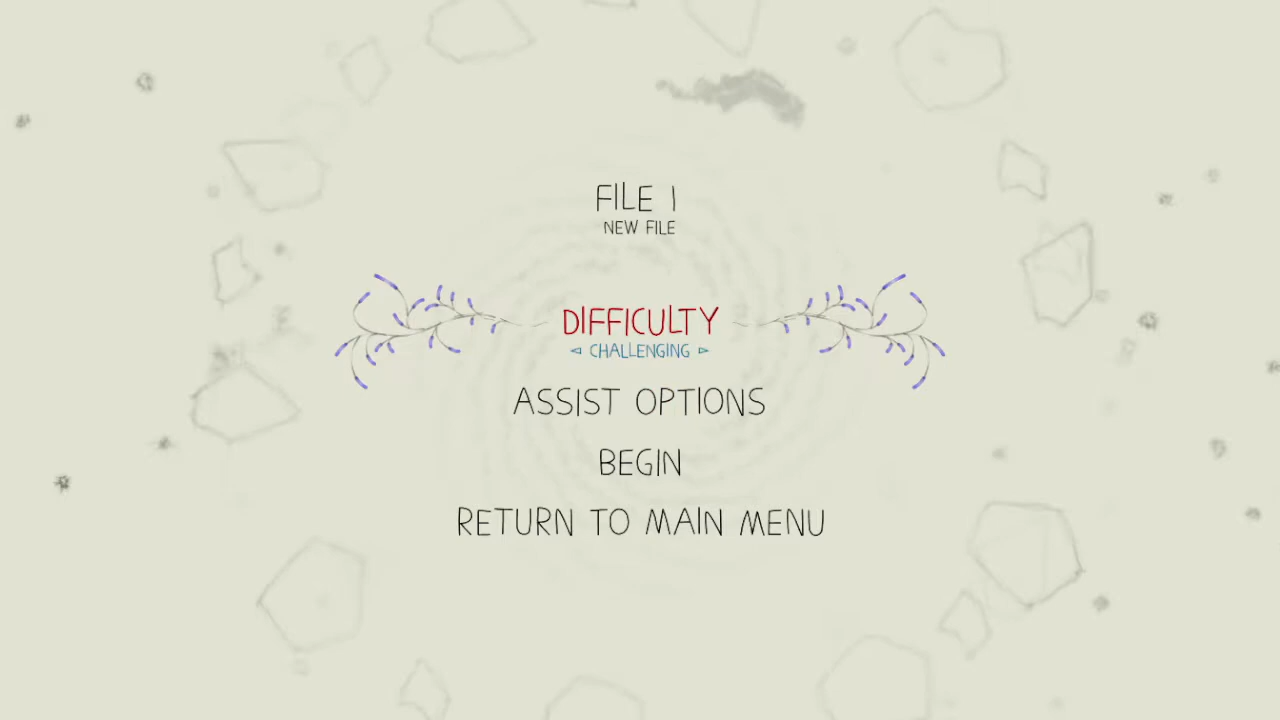 FILE 1
NEW FILE
DIFFICULTY
CHALLENGING
ASSIST OPTIONS
BEGIN
RETURN TO MAIN MENU